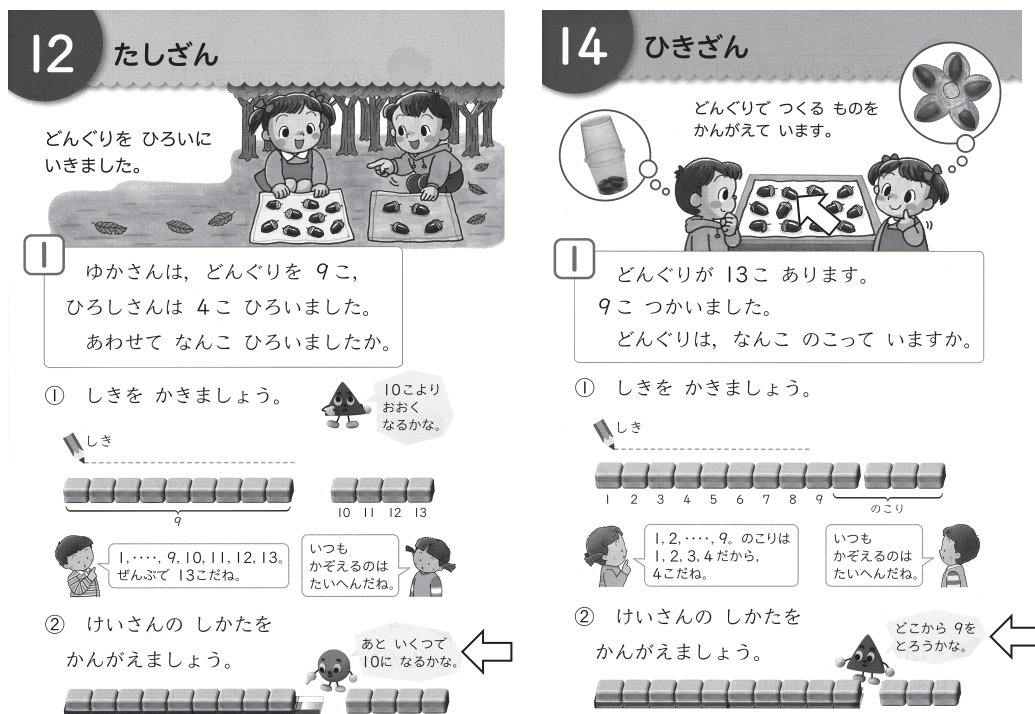 12 たしざん
どんぐりを ひろいに
いきました。
1
ゆかさんは, どんぐりを 9こ,
ひろしさんは 4こ ひろいました。
あわせて なんこ ひろいましたか。
① しきを かきましょう。
10こより
おおく
なるかな。
しき
9
10 11 12 13
1, ····, 9, 10, 11, 12, 13。
ぜんぶで 13こだね。
いつも
かぞえるのは
たいへんだね。
② けいさんの しかたを
かんがえましょう。
あと いくつで
10に なるかな。
14 ひきざん
どんぐりで つくる ものを
かんがえて います。
1
どんぐりが 13こ あります。
9こ つかいました。
どんぐりは, なんこ のこって いますか。
① しきを かきましょう。
しき
1 2 3 4 5 6 7 8 9
のこり
1, 2, ····, 9。のこりは
1, 2, 3, 4だから,
4こだね。
いつも
かぞえるのは
たいへんだね。
② けいさんの しかたを
かんがえましょう。
どこから 9を
とろうかな。